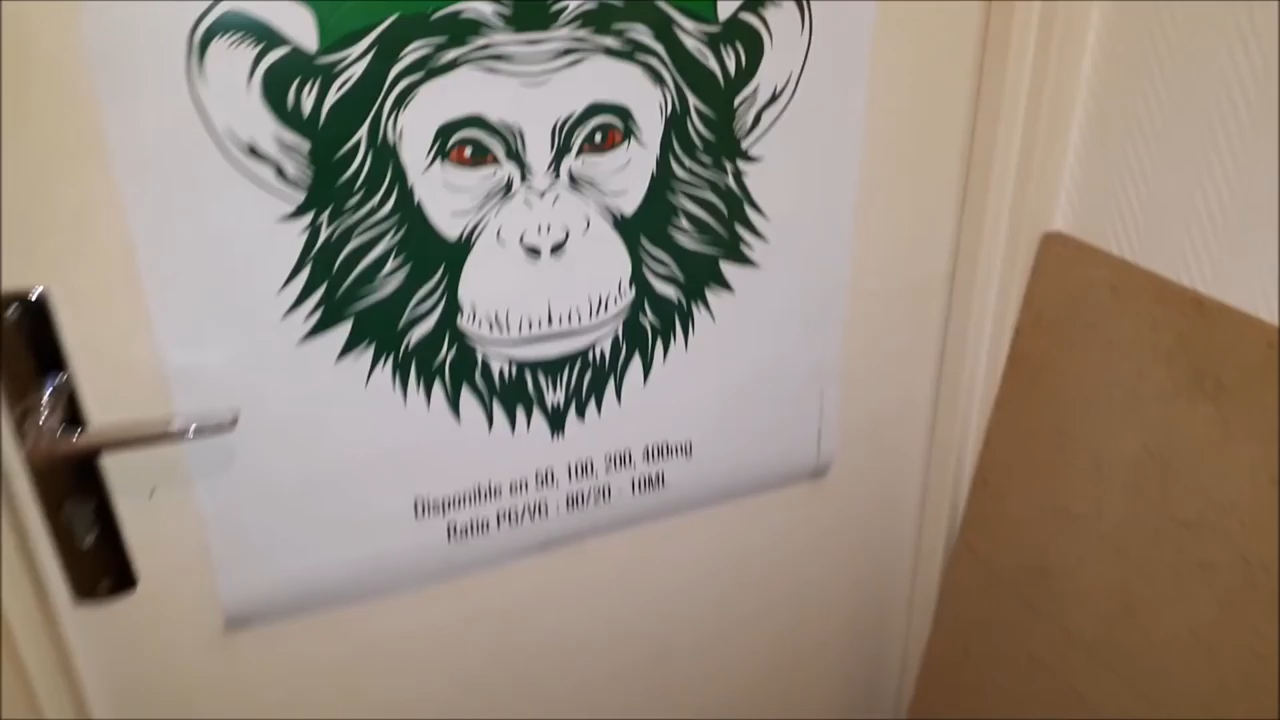 Disponible en 50, 100, 200, 400mg
Ratio PG/VG : 80/20 - 10ML